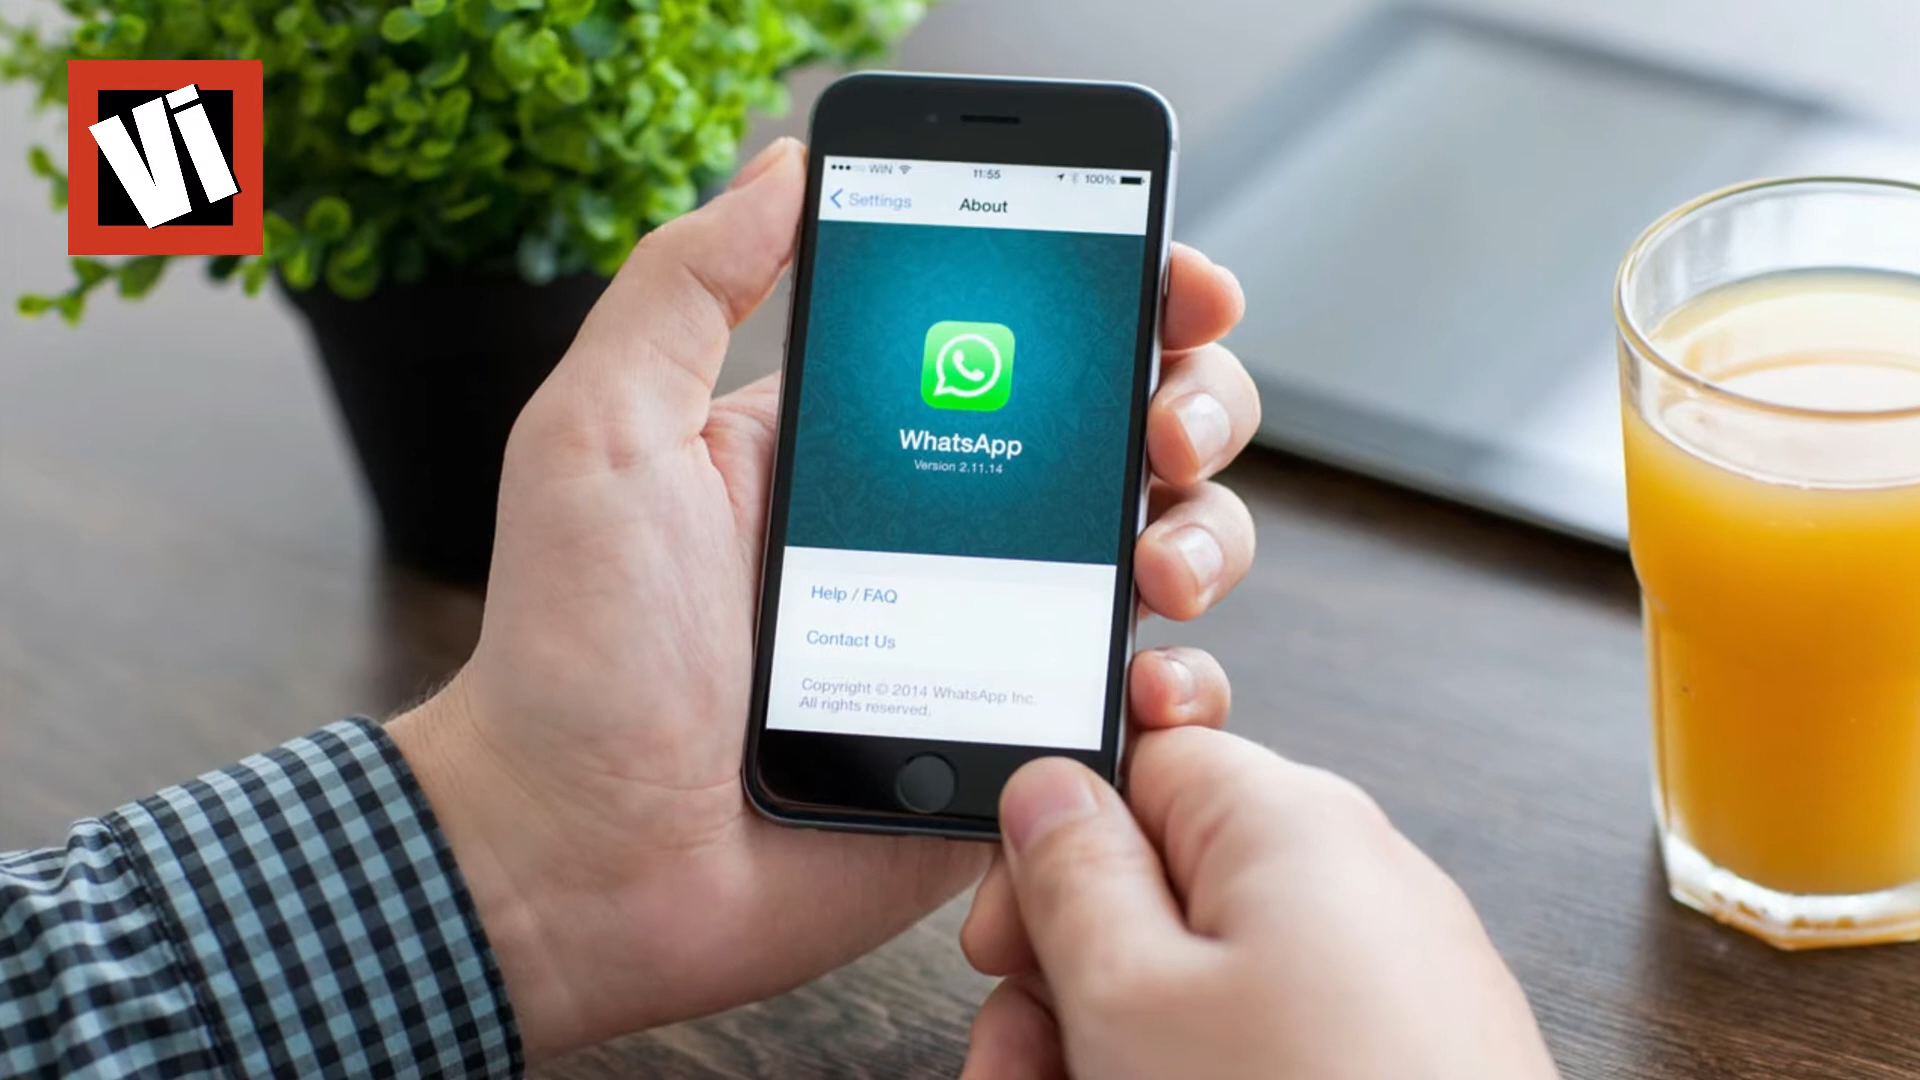 Vi
WIN 11:55 100%
Settings About
WhatsApp
Version 2.11.14
Help / FAQ
Contact Us
Copyright © 2014 WhatsApp Inc.
All rights reserved.